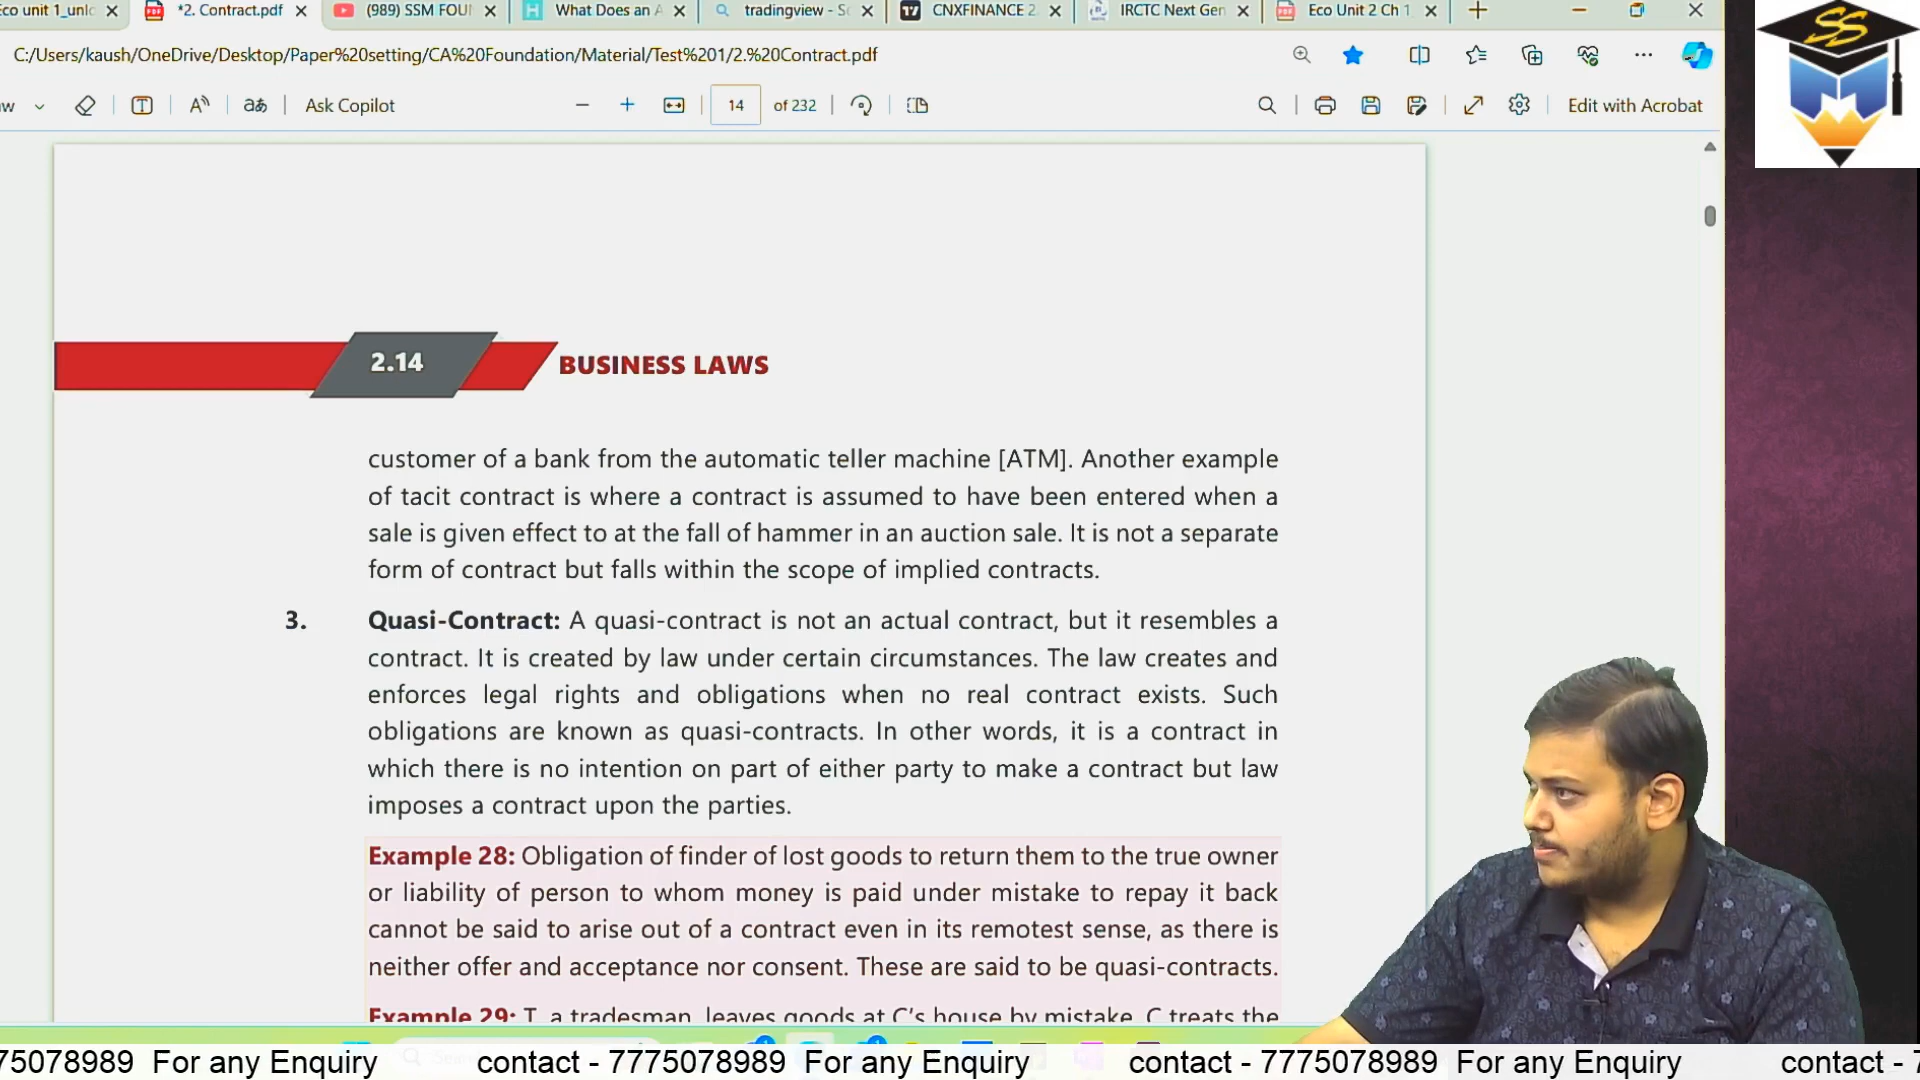 Eco unit 1_unlo
*2. Contract.pdf
(989) SSM FOUN
What Does an A
tradingview - Se
CNXFINANCE 2
IRCTC Next Gen
Eco Unit 2 Ch 1
C:/Users/kaush/OneDrive/Desktop/Paper%20setting/CA%20Foundation/Material/Test%201/2.%20Contract.pdf
Ask Copilot
14 of 232
Edit with Acrobat
SS
2.14 BUSINESS LAWS
customer of a bank from the automatic teller machine [ATM]. Another example
of tacit contract is where a contract is assumed to have been entered when a
sale is given effect to at the fall of hammer in an auction sale. It is not a separate
form of contract but falls within the scope of implied contracts.
3. Quasi-Contract: A quasi-contract is not an actual contract, but it resembles a
contract. It is created by law under certain circumstances. The law creates and
enforces legal rights and obligations when no real contract exists. Such
obligations are known as quasi-contracts. In other words, it is a contract in
which there is no intention on part of either party to make a contract but law
imposes a contract upon the parties.
Example 28: Obligation of finder of lost goods to return them to the true owner
or liability of person to whom money is paid under mistake to repay it back
cannot be said to arise out of a contract even in its remotest sense, as there is
neither offer and acceptance nor consent. These are said to be quasi-contracts.
Example 29: T, a tradesman, leaves goods at C's house by mistake. C treats the
75078989 For any Enquiry contact - 7775078989 For any Enquiry contact - 7775078989 For any Enquiry contact - 7